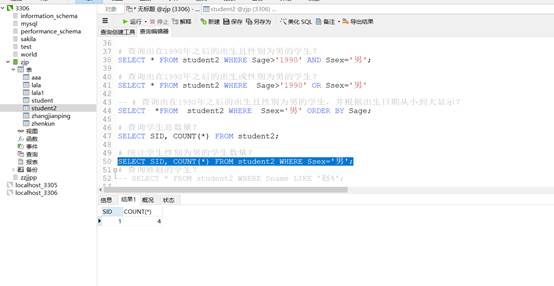 3306
information_schema
mysql
performance_schema
sakila
test
world
zjp
表
aaa
lala
lala1
student
student2
zhangjianping
zhenkun
视图
函数
事件
查询
报表
备份
zzjjpp
localhost_3305
localhost_3306
对象
* 无标题 @zjp (3306) - ...
student2 @zjp (3306) ...
运行 停止 解释 新建 保存 另存为 美化 SQL 备注 导出结果
查询创建工具 查询编辑器
36
37 # 查询出在1990年之后的出生且性别为男的学生?
38 SELECT * FROM student2 WHERE Sage>'1990' AND Ssex='男';
39
40 # 查询出在1990年之后的出生或性别为男的学生?
41 SELECT * FROM student2 WHERE Sage>'1990' OR Ssex='男'
42
43 -- # 查询出在1990年之后的出生且性别为男的学生，并根据出生日期从小到大显示?
44 SELECT *FROM student2 WHERE Ssex='男' ORDER BY Sage;
45
46 # 查询学生总数量?
47 SELECT SID, COUNT(*) FROM student2;
48
49 # 统计学生性别为男的学生数量?
50 SELECT SID, COUNT(*) FROM student2 WHERE Ssex='男';
51 # 查询姓赵的学生?
52 -- SELECT * FROM student2 WHERE Sname LIKE '赵%';
信息 结果1 概况 状态
SID COUNT(*)
1 4